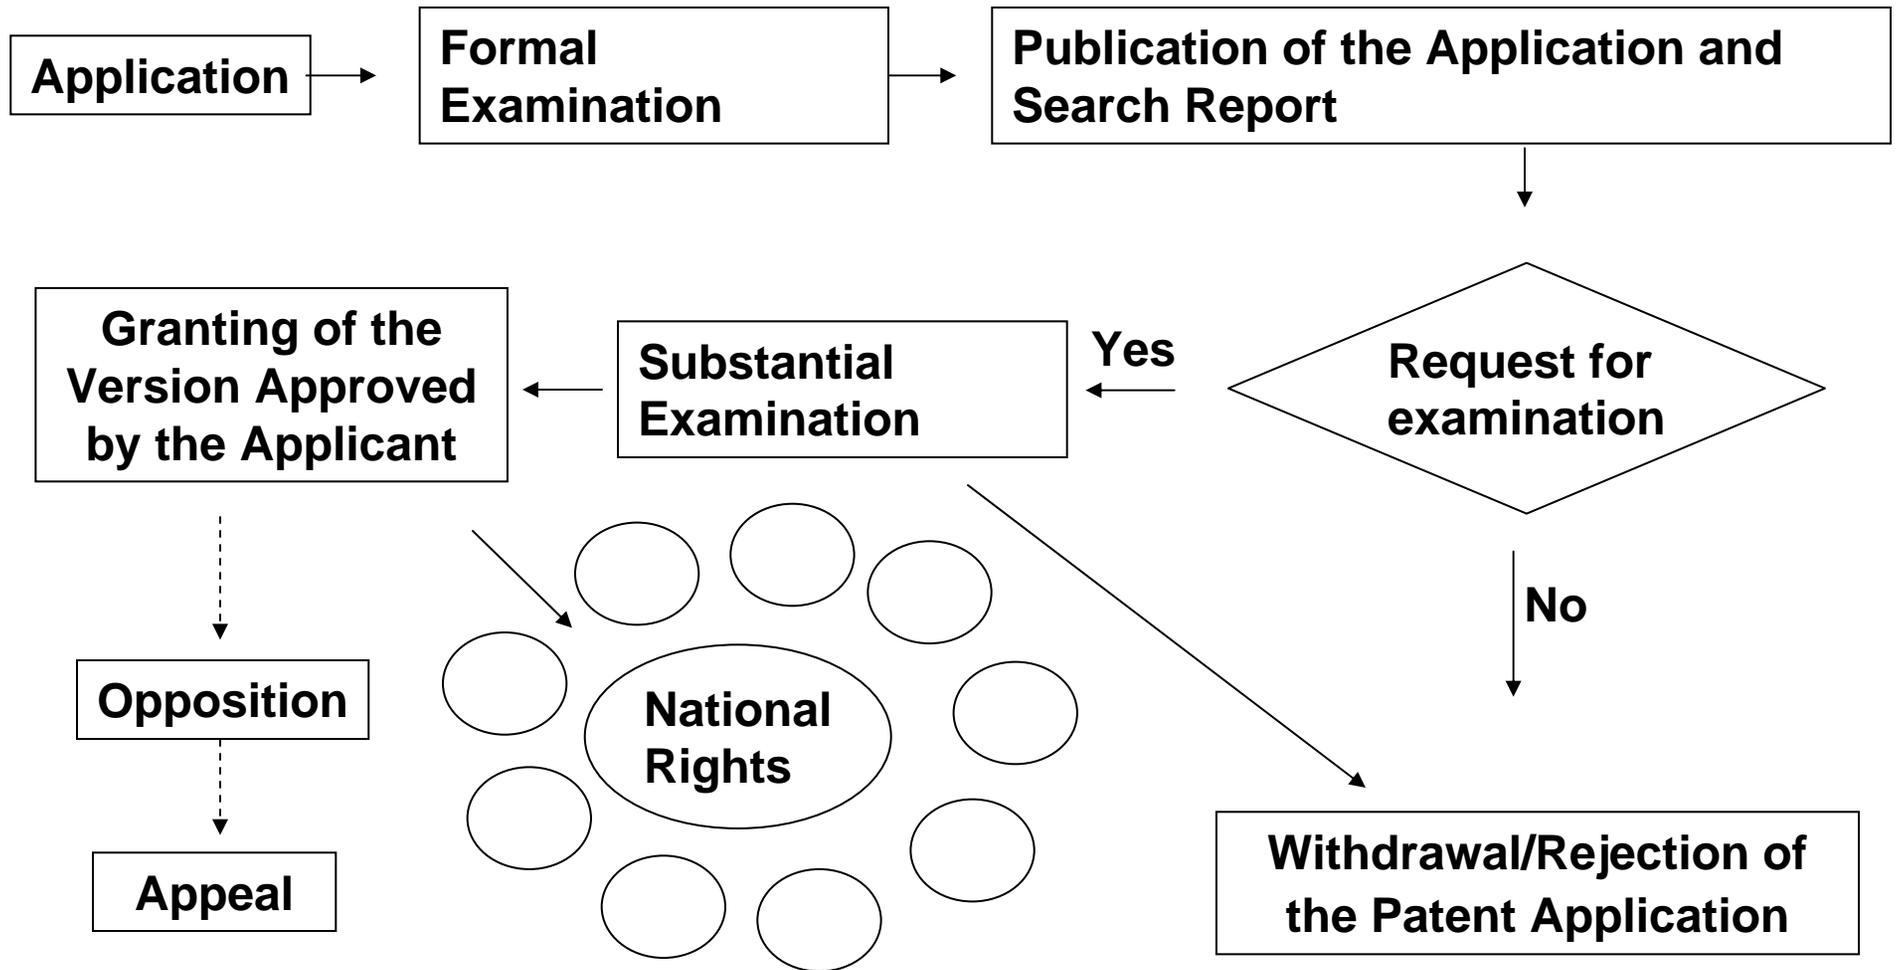 Application
Formal
Examination
Publication of the Application and
Search Report
Granting of the
Version Approved
by the Applicant
Substantial
Examination
Yes
Request for
examination
No
Opposition
National
Rights
Appeal
Withdrawal/Rejection of
the Patent Application